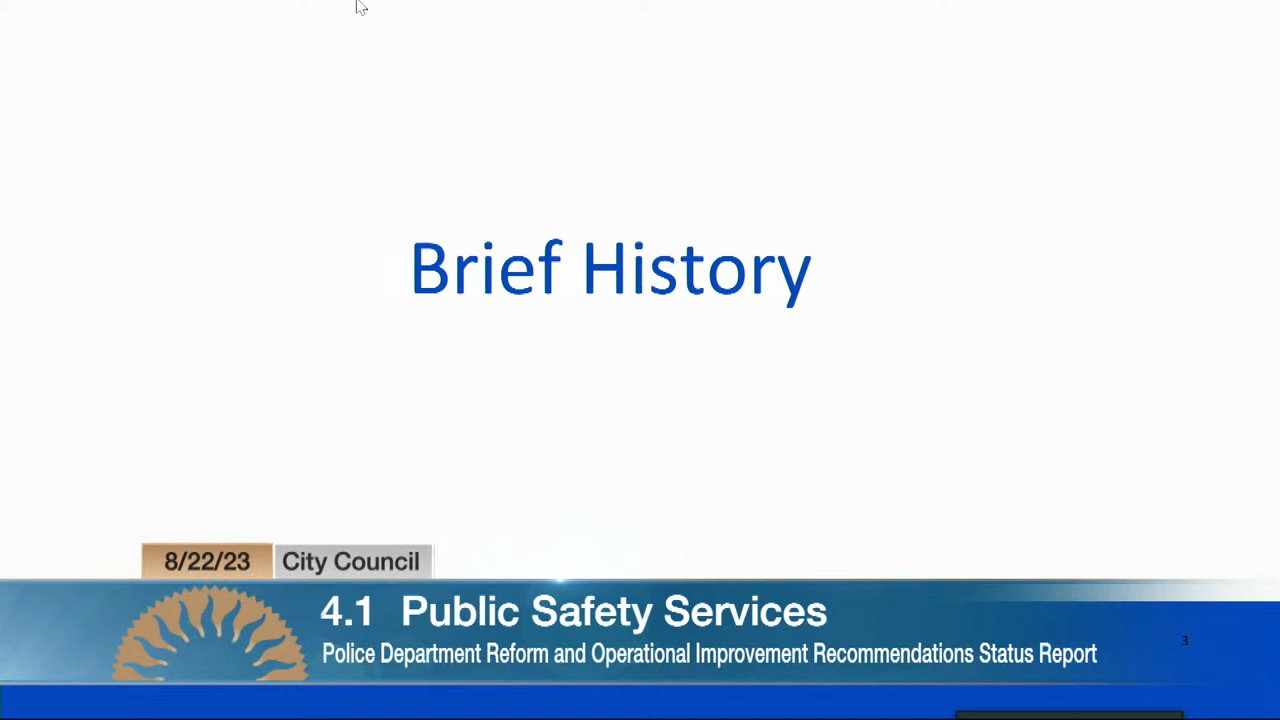 Brief History
8/22/23 City Council
4.1 Public Safety Services
Police Department Reform and Operational Improvement Recommendations Status Report
3